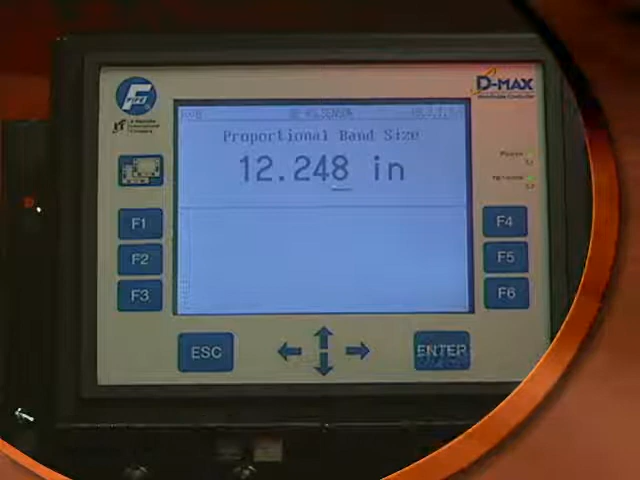 D-MAX
Proportional Band Size
12.248 in
F1
F2
F3
F4
F5
F6
ESC
ENTER